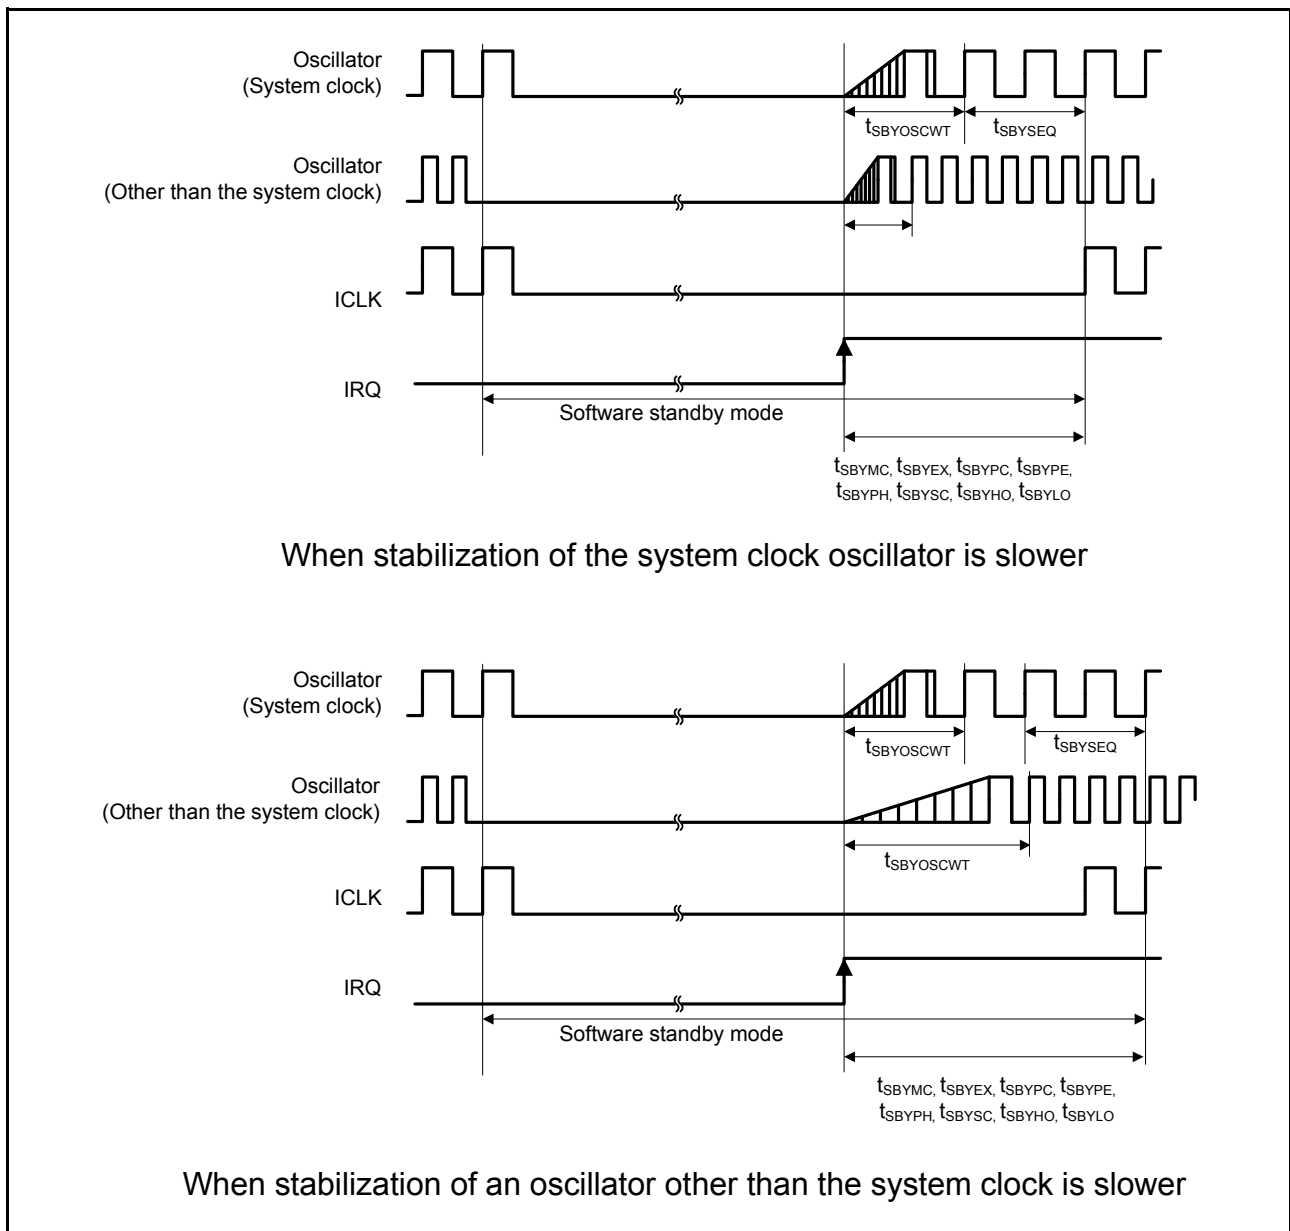 Oscillator
(System clock)
tSBYOSCWT
tSBYSEQ
Oscillator
(Other than the system clock)
ICLK
IRQ
Software standby mode
tSBYMC, tSBYEX, tSBYPC, tSBYPE,
tSBYPH, tSBYSC, tSBYHO, tSBYLO
When stabilization of the system clock oscillator is slower
Oscillator
(System clock)
tSBYOSCWT
tSBYSEQ
Oscillator
(Other than the system clock)
tSBYOSCWT
ICLK
IRQ
Software standby mode
tSBYMC, tSBYEX, tSBYPC, tSBYPE,
tSBYPH, tSBYSC, tSBYHO, tSBYLO
When stabilization of an oscillator other than the system clock is slower